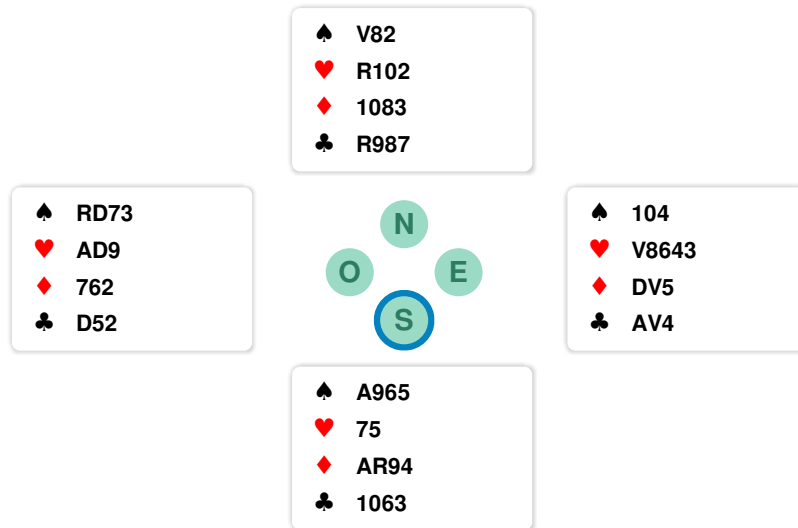 ♠ V82
♥ R102
♦ 1083
♣ R987
♠ RD73
♥ AD9
♦ 762
♣ D52
N
O E
S
♠ 104
♥ V8643
♦ DV5
♣ AV4
♠ A965
♥ 75
♦ AR94
♣ 1063